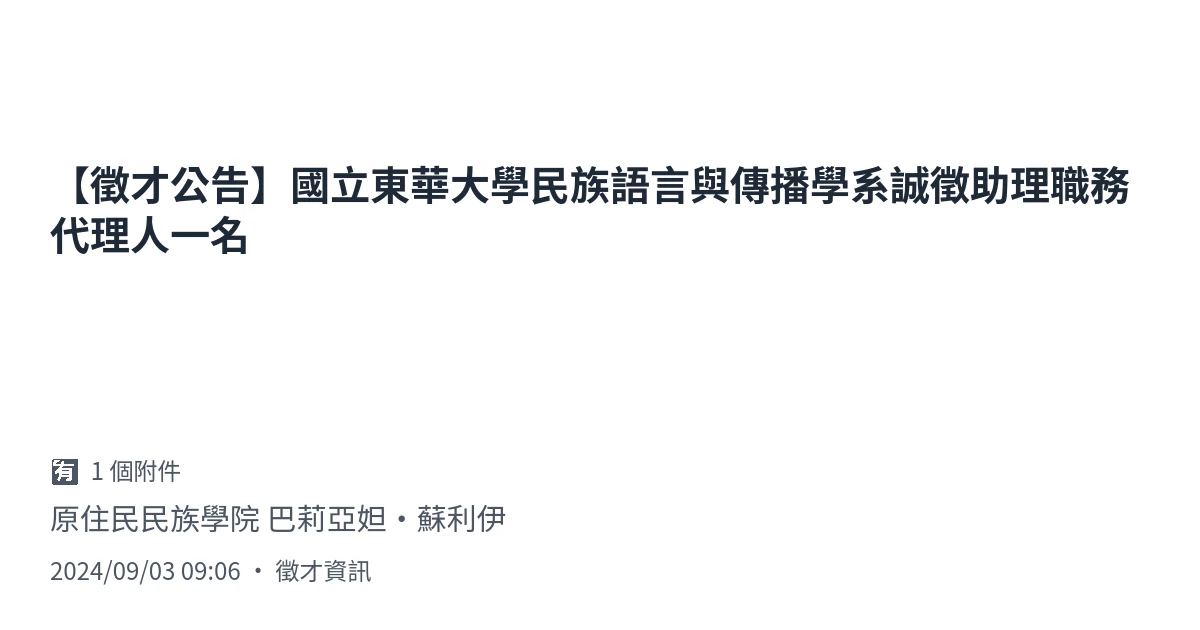 【徵才公告】國立東華大學民族語言與傳播學系誠徵助理職務
代理人一名
有 1 個附件
原住民民族學院 巴莉亞妲・蘇利伊
2024/09/03 09:06 ・ 徵才資訊